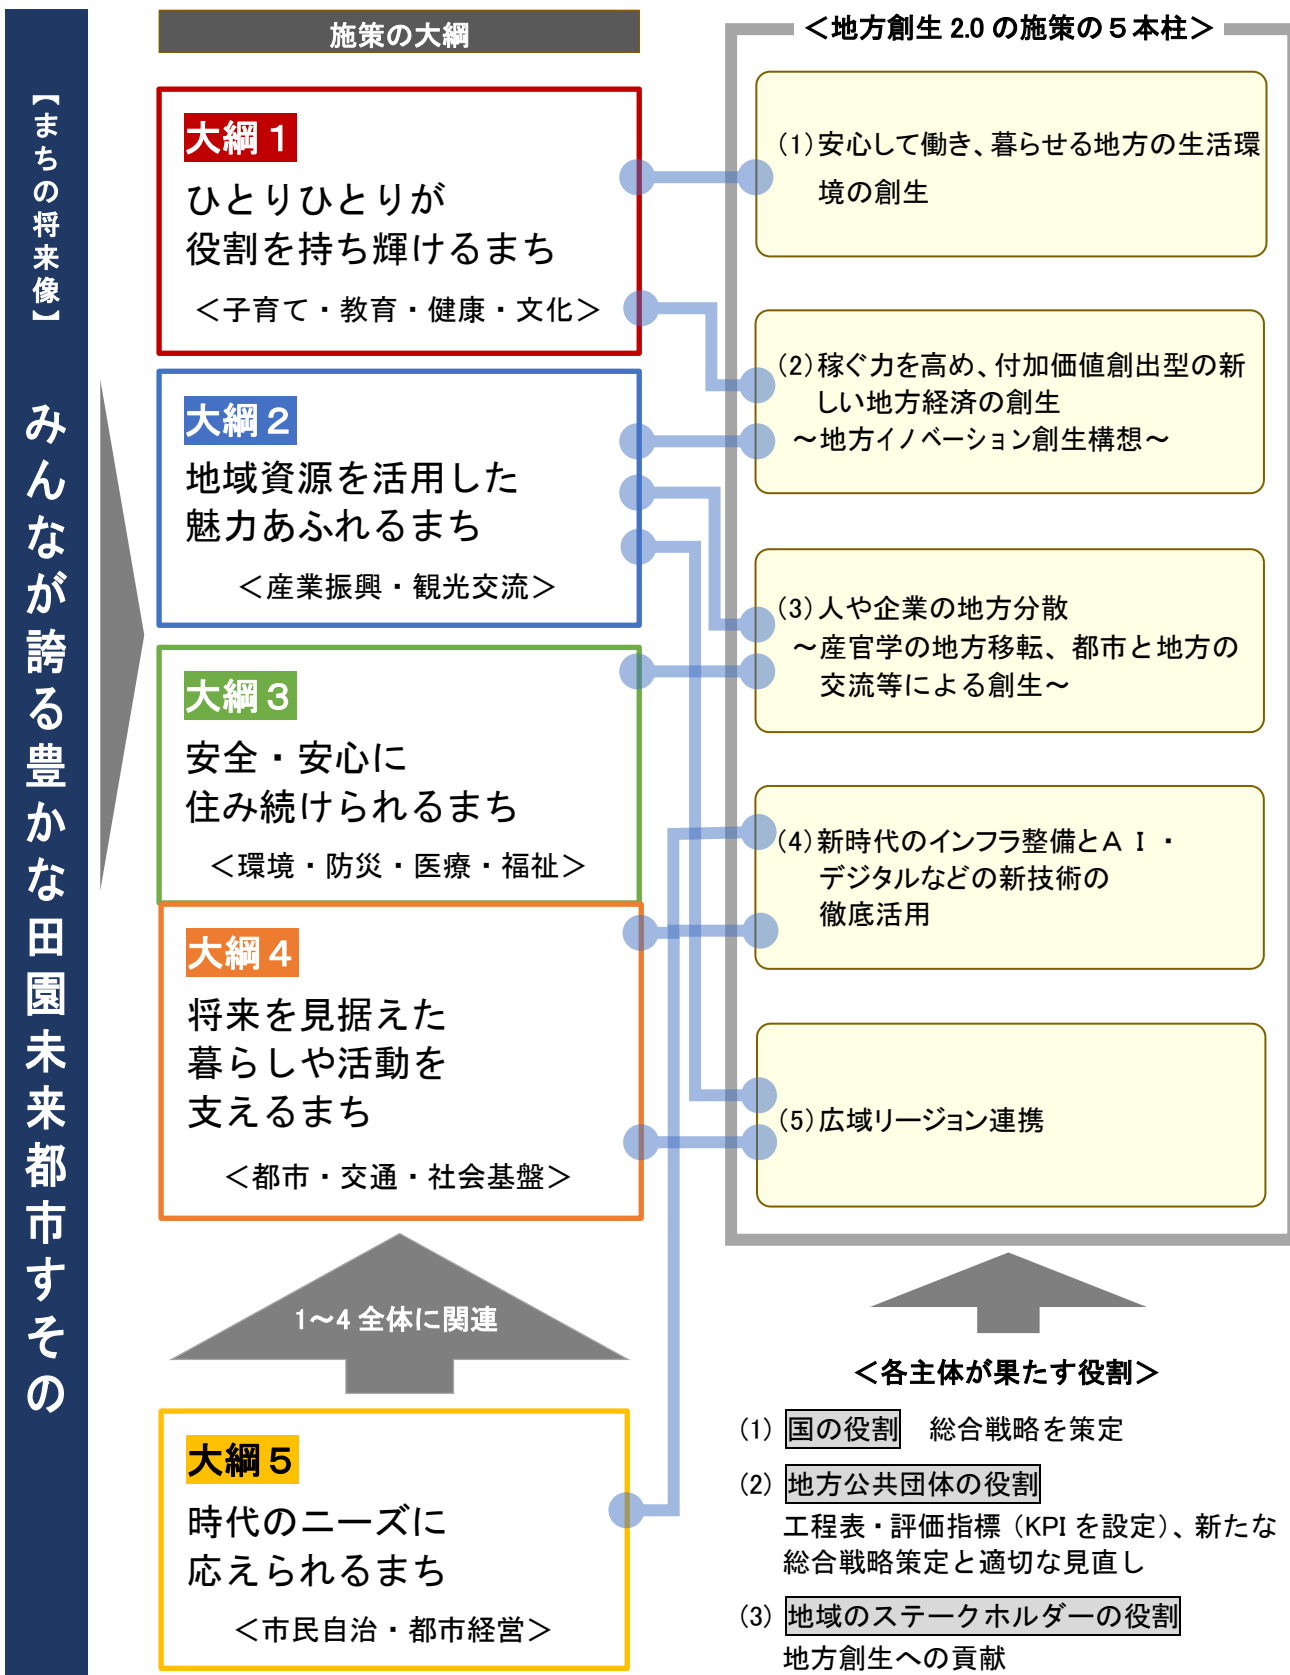 【まちの将来像】 みんなが誇る豊かな田園未来都市すその
施策の大綱
大綱１
ひとりひとりが
役割を持ち輝けるまち
＜子育て・教育・健康・文化＞
大綱２
地域資源を活用した
魅力あふれるまち
＜産業振興・観光交流＞
大綱３
安全・安心に
住み続けられるまち
＜環境・防災・医療・福祉＞
大綱４
将来を見据えた
暮らしや活動を
支えるまち
＜都市・交通・社会基盤＞
1～4 全体に関連
大綱５
時代のニーズに
応えられるまち
＜市民自治・都市経営＞
＜地方創生 2.0 の施策の５本柱＞
(1)安心して働き、暮らせる地方の生活環
境の創生
(2)稼ぐ力を高め、付加価値創出型の新
しい地方経済の創生
～地方イノベーション創生構想～
(3)人や企業の地方分散
～産官学の地方移転、都市と地方の
交流等による創生～
(4)新時代のインフラ整備とＡＩ・
デジタルなどの新技術の
徹底活用
(5)広域リージョン連携
＜各主体が果たす役割＞
(1) 国の役割　総合戦略を策定
(2) 地方公共団体の役割
工程表・評価指標（KPI を設定）、新たな
総合戦略策定と適切な見直し
(3) 地域のステークホルダーの役割
地方創生への貢献